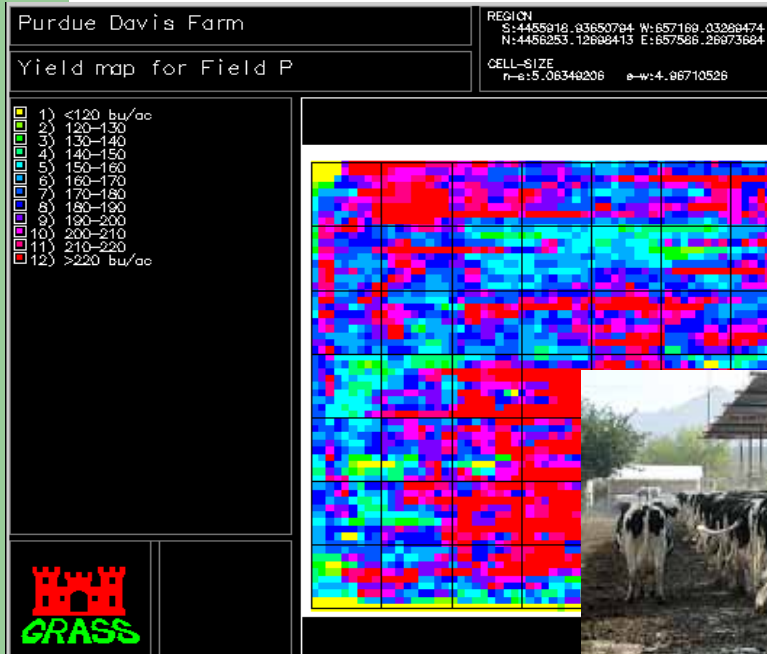 Purdue Davis Farm
REGION
S:4455918.93650794 W:657169.03289474
N:4456253.12698413 E:657586.26973684
Yield map for Field P
CELL-SIZE
n-s:5.06349206 e-w:4.96710526
1) <120 bu/ac
2) 120-130
3) 130-140
4) 140-150
5) 150-160
6) 160-170
7) 170-180
8) 180-190
9) 190-200
10) 200-210
11) 210-220
12) >220 bu/ac
GRASS